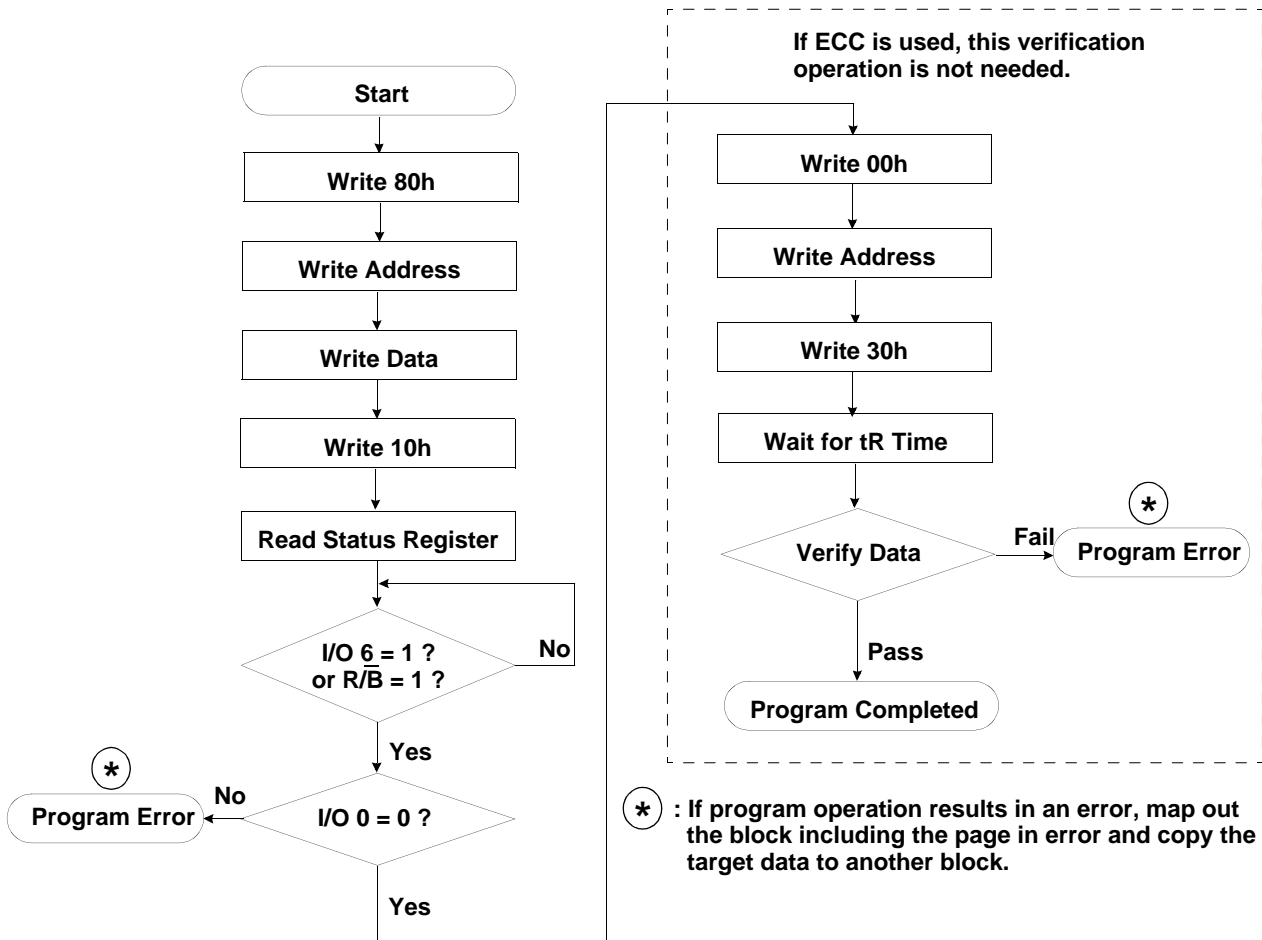 Start
Write 80h
Write Address
Write Data
Write 10h
Read Status Register
I/O 6 = 1 ?
or R/B̅ = 1 ?
No
Yes
*
Program Error
No
I/O 0 = 0 ?
Yes
If ECC is used, this verification
operation is not needed.
Write 00h
Write Address
Write 30h
Wait for tR Time
Verify Data
Fail
*
Program Error
Pass
Program Completed
* : If program operation results in an error, map out
the block including the page in error and copy the
target data to another block.